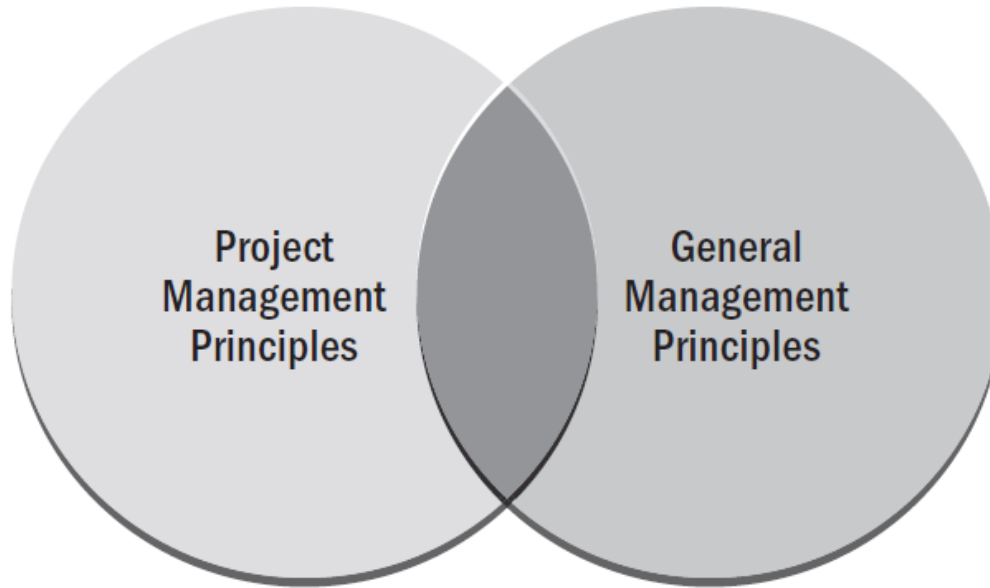 Project
Management
Principles
General
Management
Principles